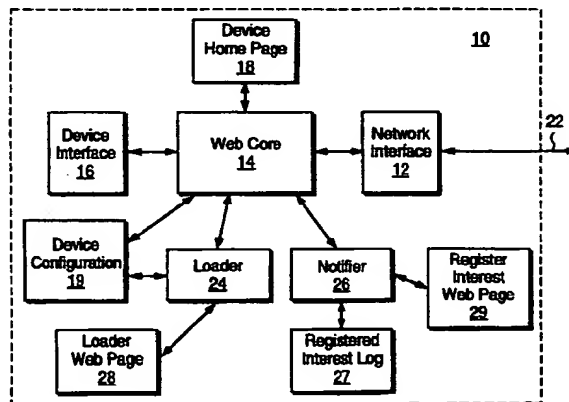 Device
Home Page
18
10
Device
Interface
16
Web Core
14
Network
Interface
12
22
Device
Configuration
19
Loader
24
Notifier
26
Register
Interest
Web Page
29
Loader
Web Page
28
Registered
Interest Log
27